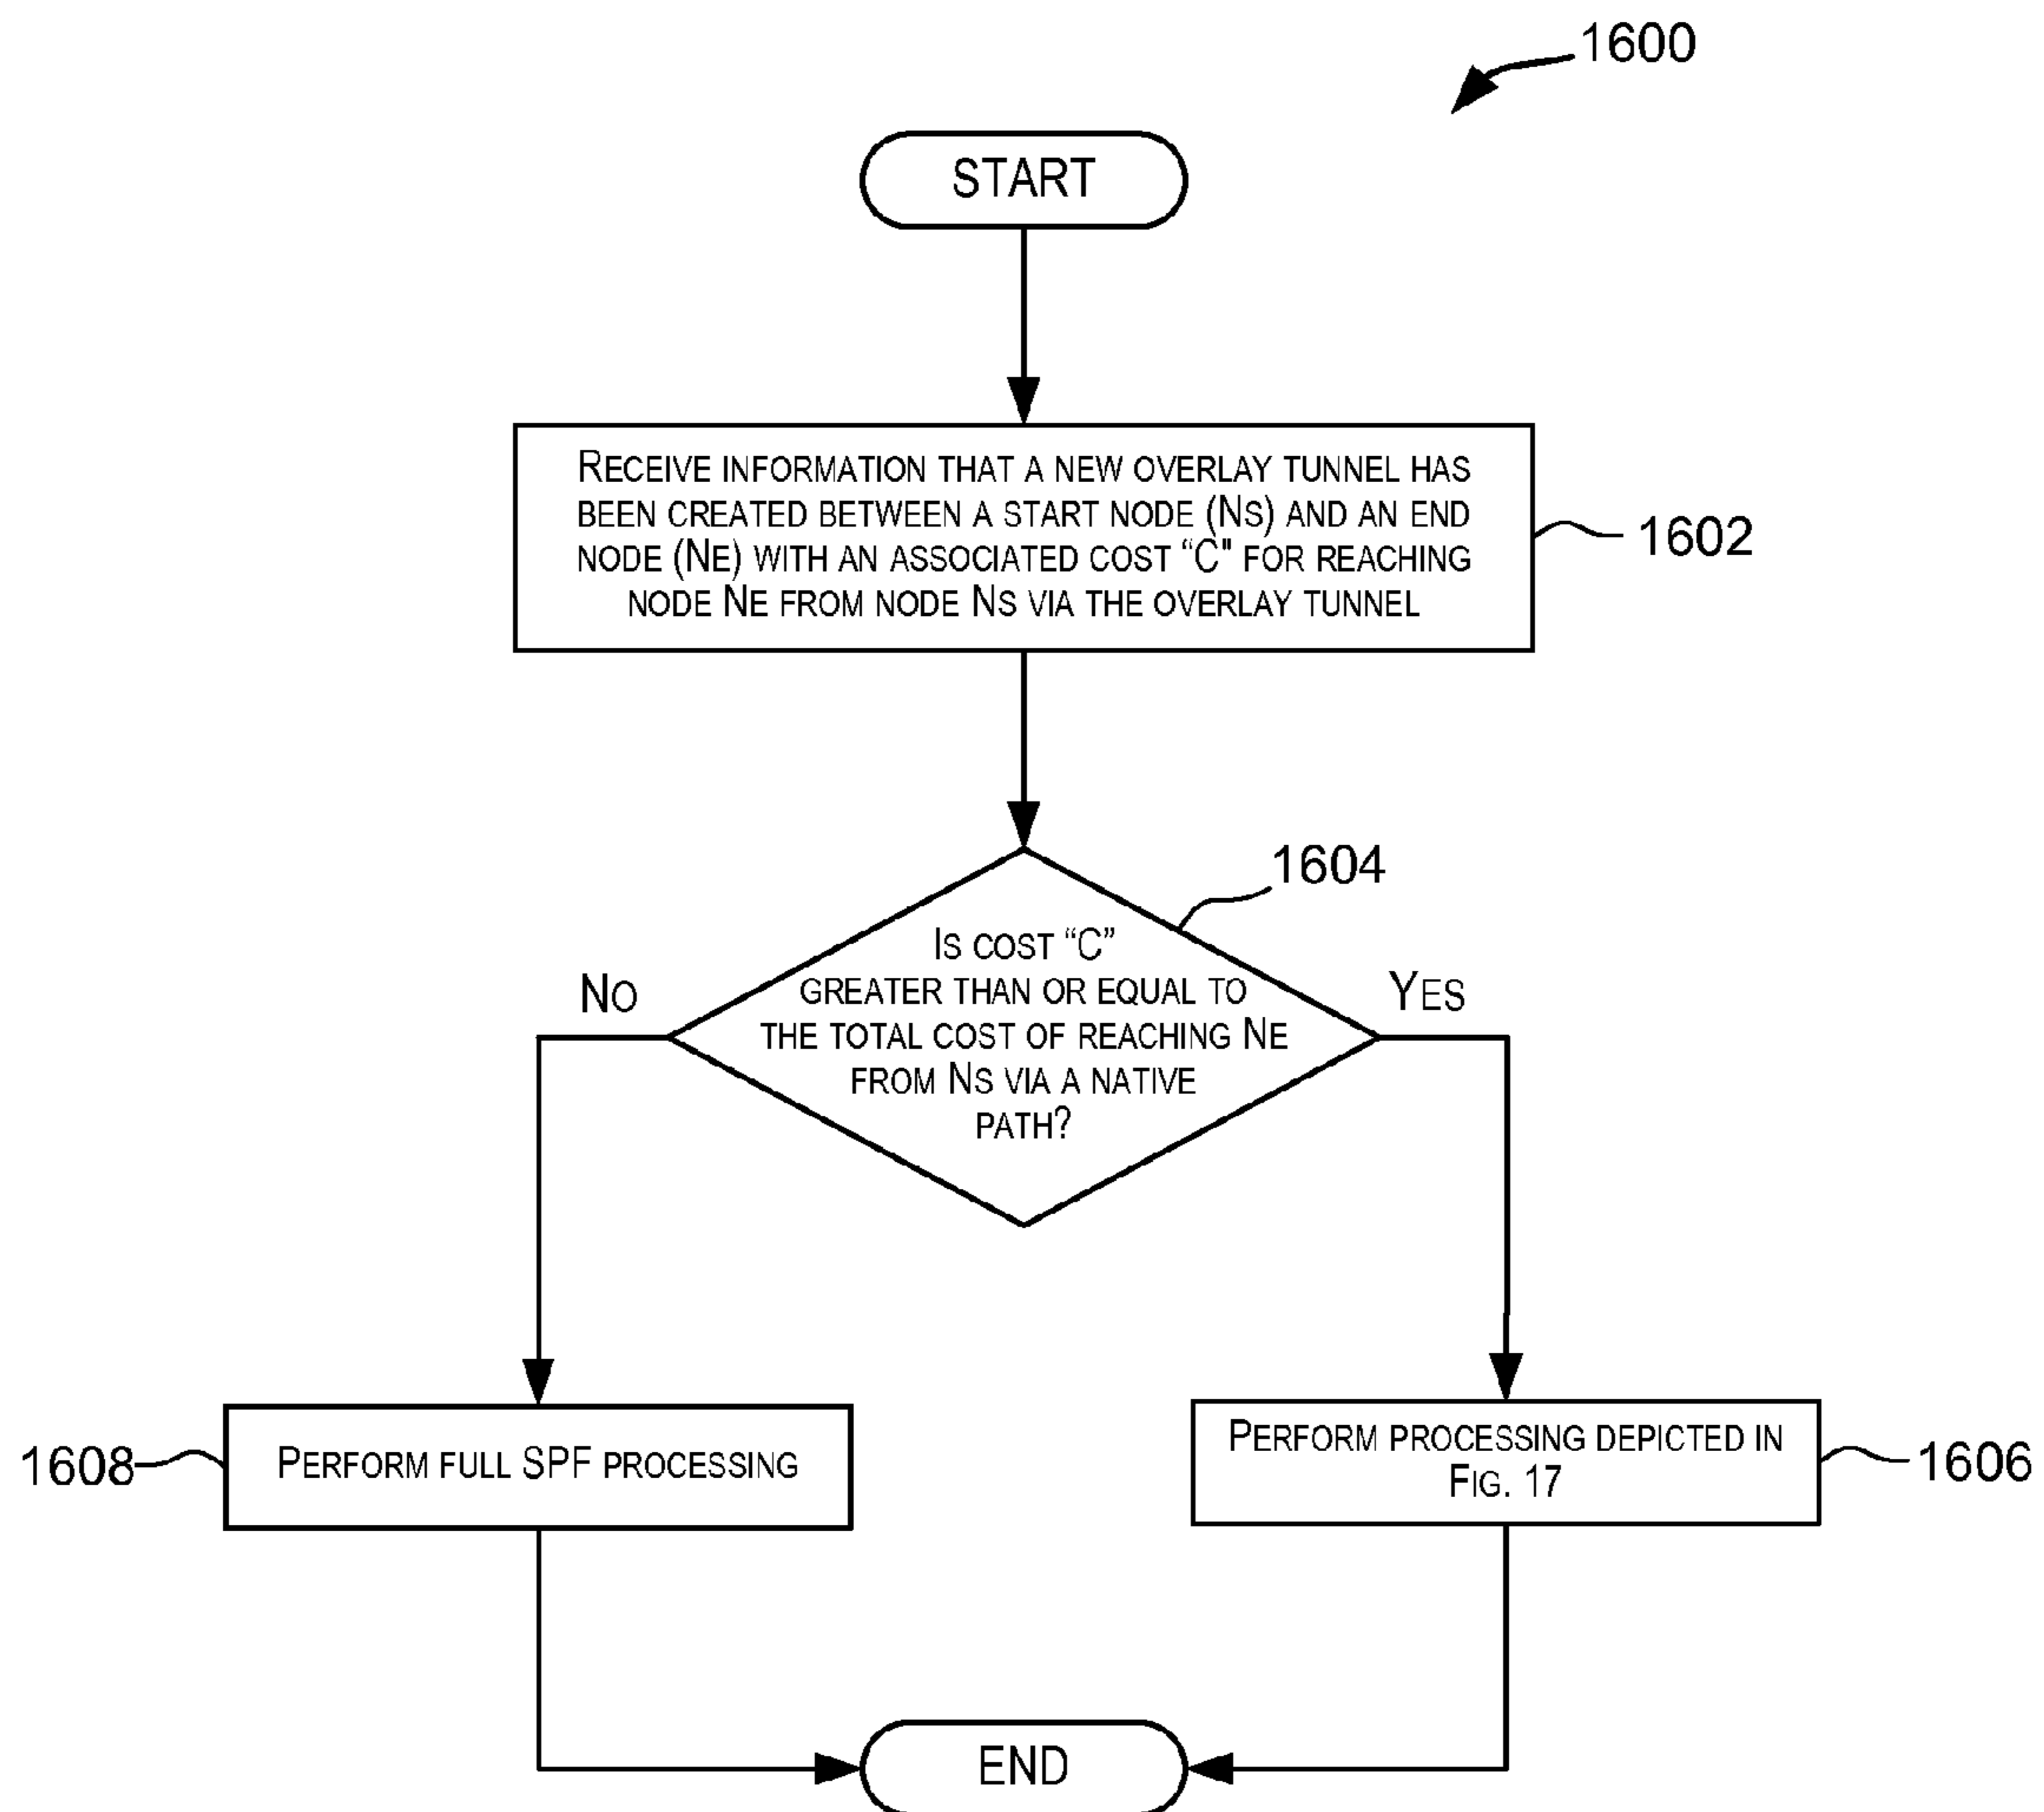 1600
START
RECEIVE INFORMATION THAT A NEW OVERLAY TUNNEL HAS
BEEN CREATED BETWEEN A START NODE (NS) AND AN END
NODE (NE) WITH AN ASSOCIATED COST “C" FOR REACHING
NODE NE FROM NODE NS VIA THE OVERLAY TUNNEL
1602
1604
IS COST “C”
GREATER THAN OR EQUAL TO
THE TOTAL COST OF REACHING NE
FROM NS VIA A NATIVE
PATH?
NO
YES
1608
PERFORM FULL SPF PROCESSING
PERFORM PROCESSING DEPICTED IN
FIG. 17
1606
END